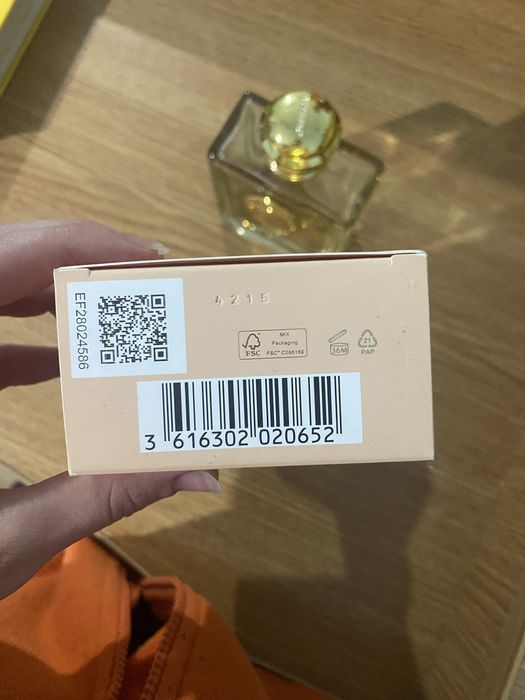 EF28024586
4215
FSC
MIX
Packaging
FSC® C095159
36M
21
PAP
3 616302 020652